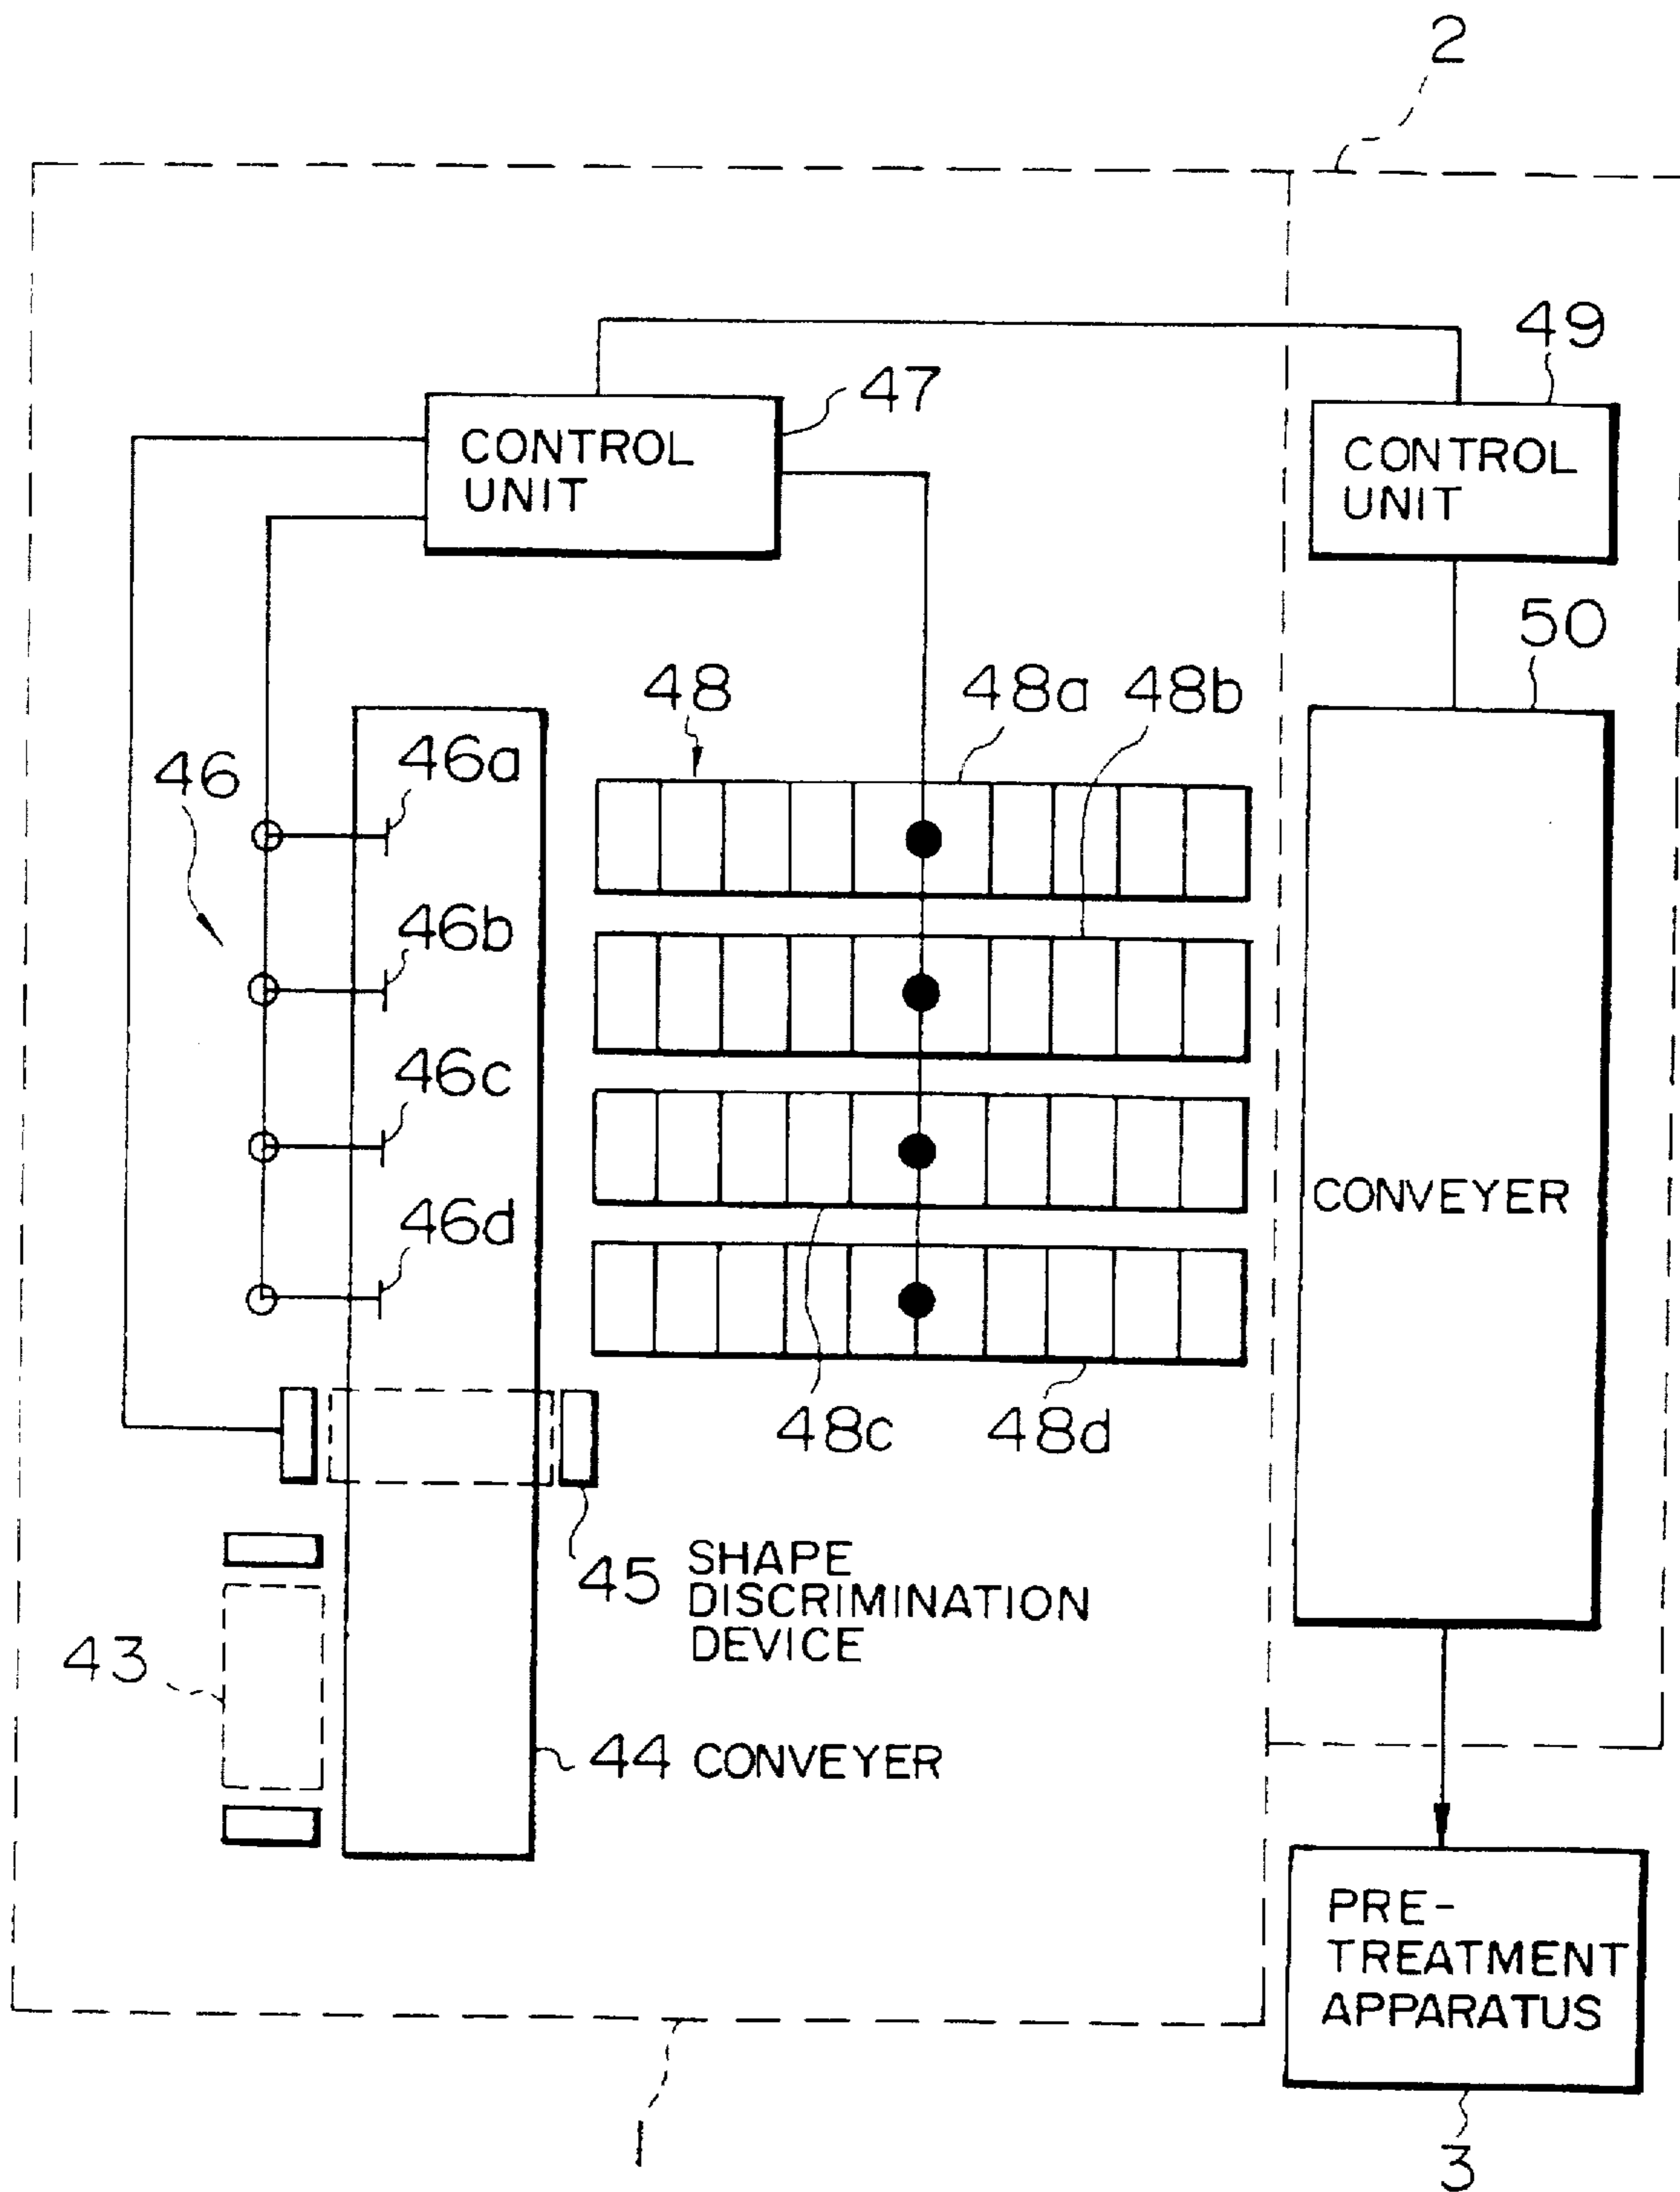 2
49
47
CONTROL
UNIT
CONTROL
UNIT
50
48
48a
48b
46
46a
46b
46c
46d
CONVEYER
48c
48d
45 SHAPE
DISCRIMINATION
DEVICE
43
44 CONVEYER
PRE-
TREATMENT
APPARATUS
1
3